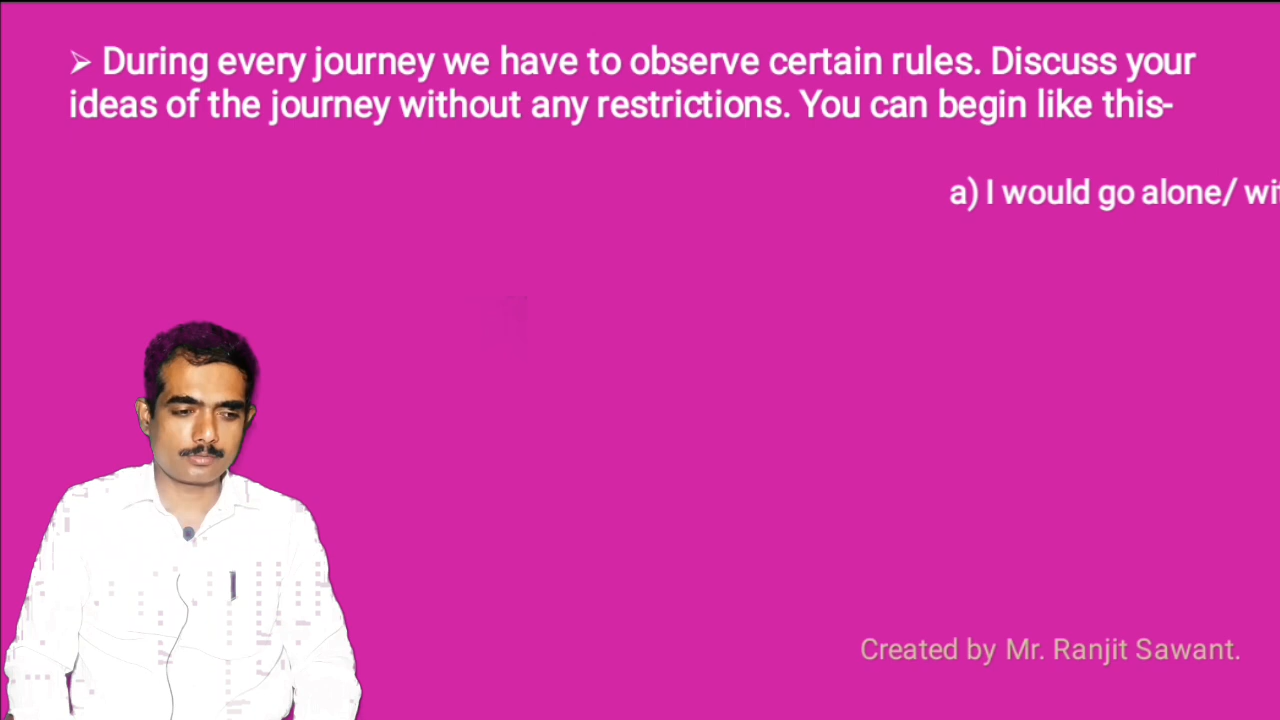 ➢ During every journey we have to observe certain rules. Discuss your
ideas of the journey without any restrictions. You can begin like this-
a) I would go alone/
Created by Mr. Ranjit Sawant.